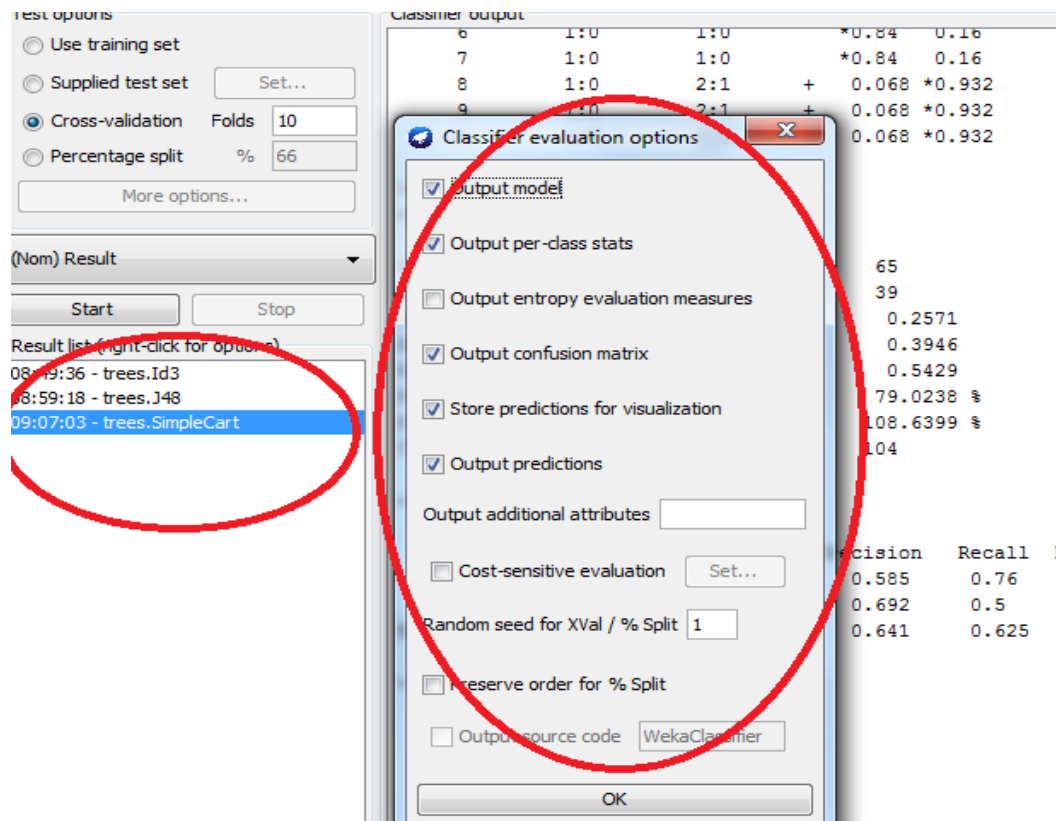 Test options
Use training set
Supplied test set Set...
Cross-validation Folds 10
Percentage split % 66
More options...
(Nom) Result
Start Stop
Result list (right-click for options)
08:49:36 - trees.Id3
08:59:18 - trees.J48
09:07:03 - trees.SimpleCart
Classifier output
6 1:0 1:0 *0.84 0.16
7 1:0 1:0 *0.84 0.16
8 1:0 2:1 + 0.068 *0.932
9 1:0 2:1 + 0.068 *0.932
0.068 *0.932
65
39
0.2571
0.3946
0.5429
79.0238 %
108.6399 %
104
ecision Recall
0.585 0.76
0.692 0.5
0.641 0.625
Classifier evaluation options
Output model
Output per-class stats
Output entropy evaluation measures
Output confusion matrix
Store predictions for visualization
Output predictions
Output additional attributes
Cost-sensitive evaluation Set...
Random seed for XVal / % Split 1
Preserve order for % Split
Output source code WekaClassifier
OK